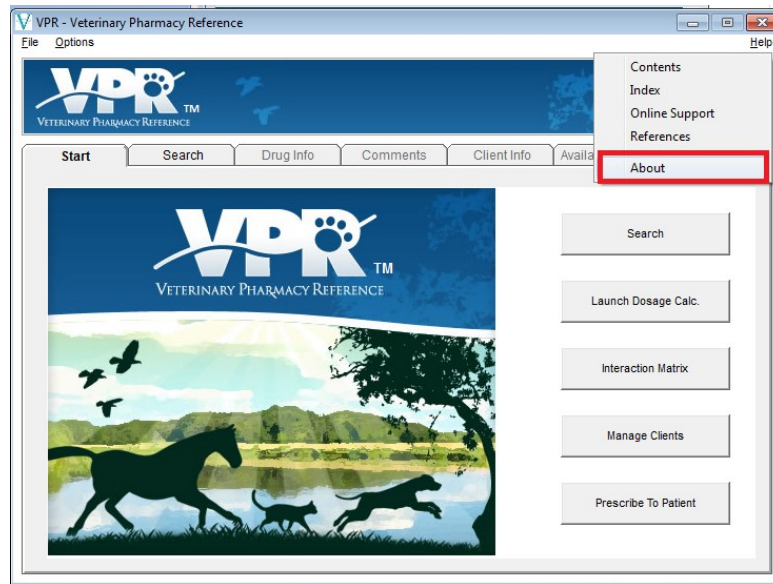 VPR - Veterinary Pharmacy Reference
File Options Help
VPR TM
VETERINARY PHARMACY REFERENCE
Contents
Index
Online Support
References
About
Start Search Drug Info Comments Client Info Availa
VPR TM
VETERINARY PHARMACY REFERENCE
Search
Launch Dosage Calc.
Interaction Matrix
Manage Clients
Prescribe To Patient